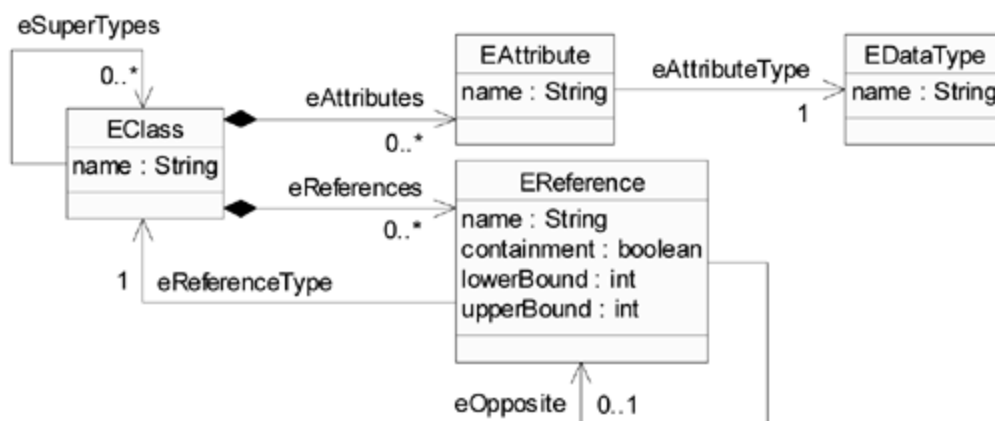 eSuperTypes
0..*
EClass
name : String
eAttributes
0..*
EAttribute
name : String
eAttributeType
1
EDataType
name : String
eReferences
0..*
EReference
name : String
containment : boolean
lowerBound : int
upperBound : int
1
eReferenceType
eOpposite
0..1